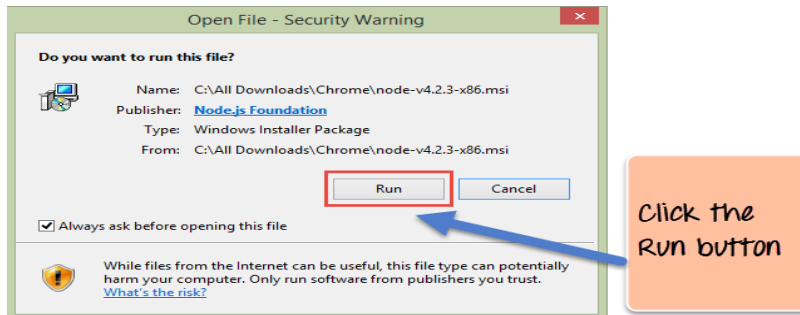 Open File - Security Warning
Do you want to run this file?
Name: C:\All Downloads\Chrome\node-v4.2.3-x86.msi
Publisher: Node.js Foundation
Type: Windows Installer Package
From: C:\All Downloads\Chrome\node-v4.2.3-x86.msi
Run Cancel
Always ask before opening this file
Click the
Run button
While files from the Internet can be useful, this file type can potentially
harm your computer. Only run software from publishers you trust.
What's the risk?